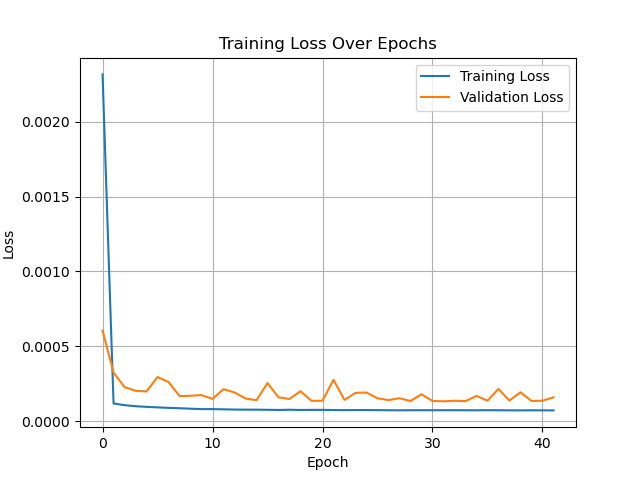 Training Loss Over Epochs
Training Loss
Validation Loss
Loss
0.0020
0.0015
0.0010
0.0005
0.0000
0 10 20 30 40
Epoch